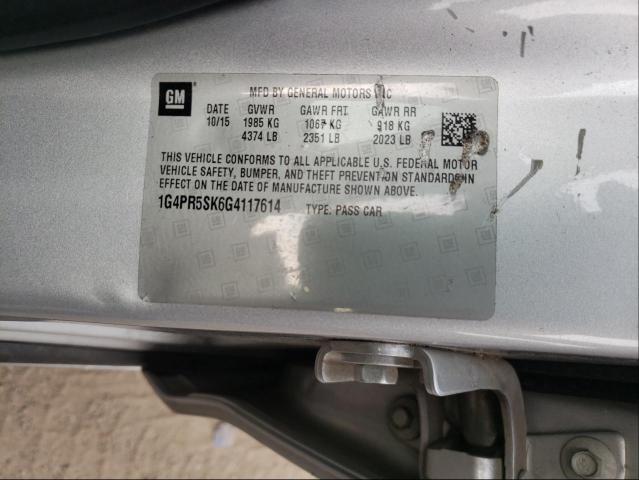 GM
MFD BY GENERAL MOTORS INC
DATE GVWR GAWR FRT GAWR RR
10/15 1985 KG 1067 KG 918 KG
4374 LB 2351 LB 2023 LB
THIS VEHICLE CONFORMS TO ALL APPLICABLE U.S. FEDERAL MOTOR
VEHICLE SAFETY, BUMPER, AND THEFT PREVENTION STANDARDS IN
EFFECT ON THE DATE OF MANUFACTURE SHOWN ABOVE.
1G4PR5SK6G4117614 TYPE: PASS CAR